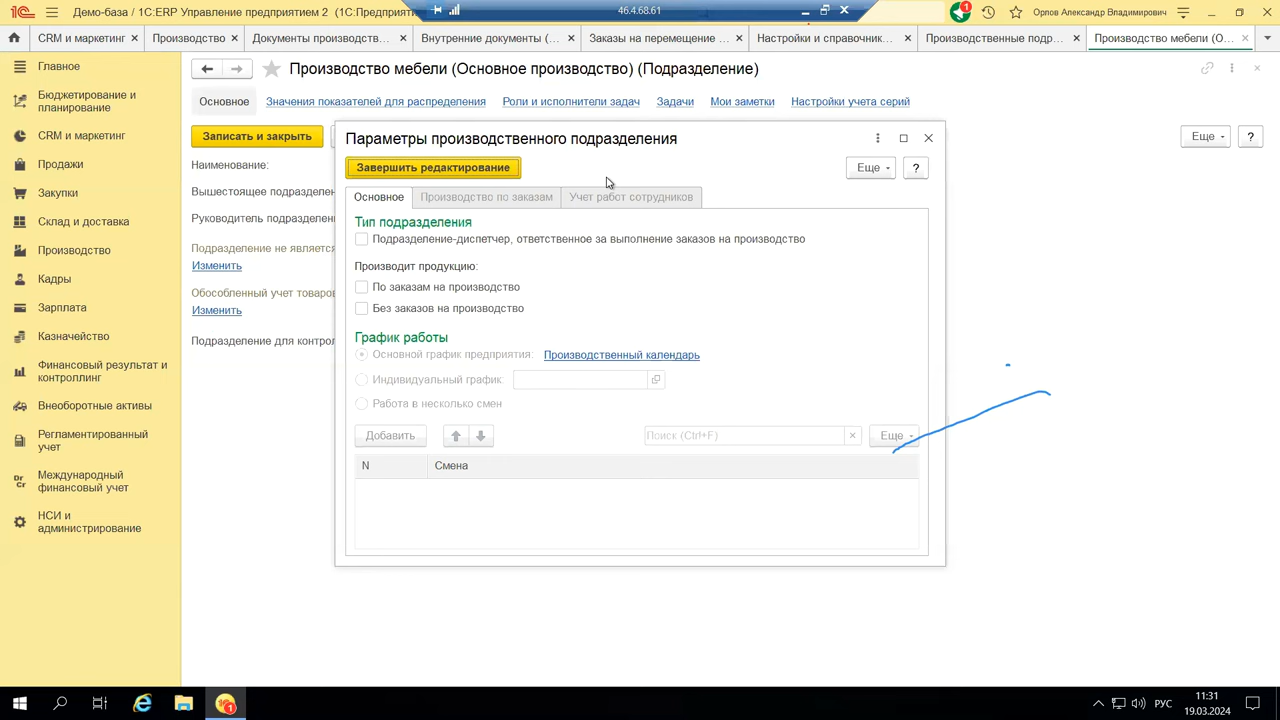 Демо-база / 1С:ERP Управление предприятием 2 (1С:Предприят
46.4.68.61
Орлов Александр Владимирович
CRM и маркетинг
Производство
Документы производств...
Внутренние документы (...
Заказы на перемещение ...
Настройки и справочник...
Производственные подр...
Производство мебели (О...
Главное
Бюджетирование и
планирование
CRM и маркетинг
Продажи
Закупки
Склад и доставка
Производство
Кадры
Зарплата
Казначейство
Финансовый результат и
контроллинг
Внеоборотные активы
Регламентированный
учет
Международный
финансовый учет
НСИ и
администрирование
Производство мебели (Основное производство) (Подразделение)
Основное
Значения показателей для распределения
Роли и исполнители задач
Задачи
Мои заметки
Настройки учета серий
Записать и закрыть
Еще
?
Наименование:
Вышестоящее подразделен
Руководитель подразделен
Подразделение не является
Изменить
Обособленный учет товаро
Изменить
Подразделение для контрол
Параметры производственного подразделения
Завершить редактирование
Еще
?
Основное
Производство по заказам
Учет работ сотрудников
Тип подразделения
Подразделение-диспетчер, ответственное за выполнение заказов на производство
Производит продукцию:
По заказам на производство
Без заказов на производство
График работы
Основной график предприятия:
Производственный календарь
Индивидуальный график:
Работа в несколько смен
Добавить
Поиск (Ctrl+F)
Еще
N
Смена
РУС
11:31
19.03.2024